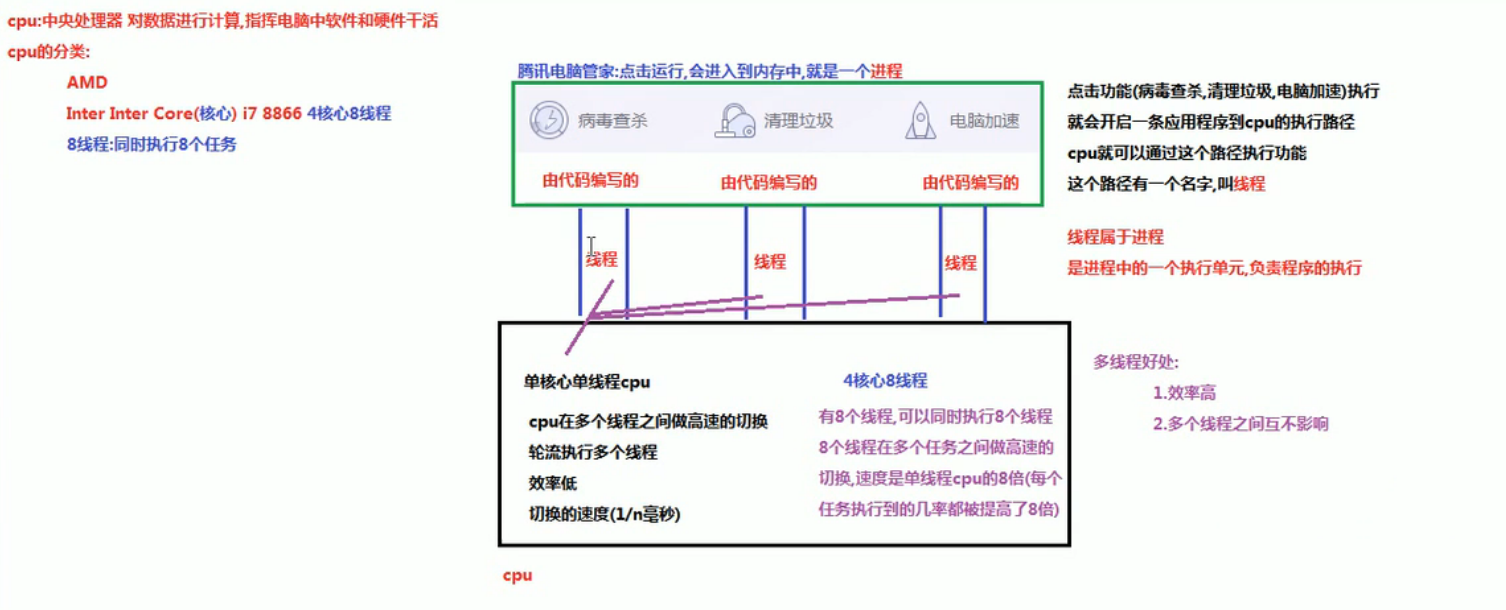 cpu:中央处理器 对数据进行计算,指挥电脑中软件和硬件干活
cpu的分类:
AMD
Inter Inter Core(核心) i7 8866 4核心8线程
8线程:同时执行8个任务
腾讯电脑管家:点击运行,会进入到内存中,就是一个进程
病毒查杀
清理垃圾
电脑加速
由代码编写的
由代码编写的
由代码编写的
线程
线程
线程
点击功能(病毒查杀,清理垃圾,电脑加速)执行
就会开启一条应用程序到cpu的执行路径
cpu就可以通过这个路径执行功能
这个路径有一个名字,叫线程
线程属于进程
是进程中的一个执行单元,负责程序的执行
单核心单线程cpu
cpu在多个线程之间做高速的切换
轮流执行多个线程
效率低
切换的速度(1/n毫秒)
4核心8线程
有8个线程,可以同时执行8个线程
8个线程在多个任务之间做高速的
切换,速度是单线程cpu的8倍(每个
任务执行到的几率都被提高了8倍)
多线程好处:
1.效率高
2.多个线程之间互不影响
cpu